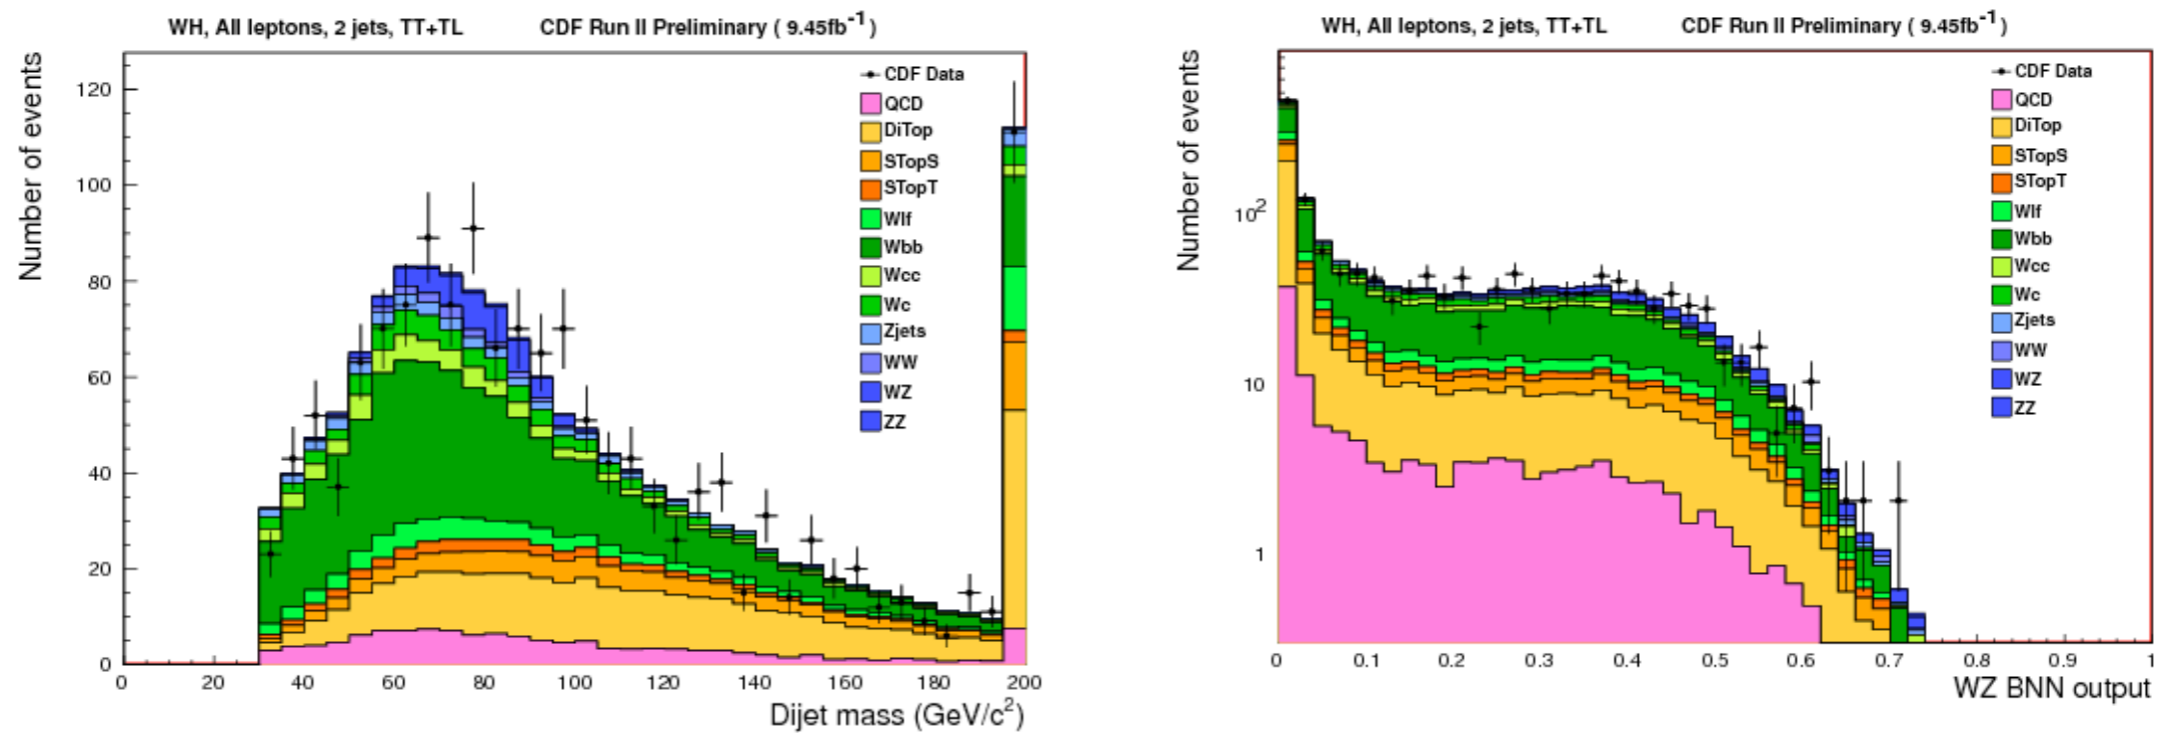 WH, All leptons, 2 jets, TT+TL CDF Run II Preliminary ( 9.45fb⁻¹ )
Number of events
120
100
80
60
40
20
0
CDF Data
QCD
DiTop
STopS
STopT
Wlf
Wbb
Wcc
Wc
Zjets
WW
WZ
ZZ
0 20 40 60 80 100 120 140 160 180 200
Dijet mass (GeV/c²)
WH, All leptons, 2 jets, TT+TL CDF Run II Preliminary ( 9.45fb⁻¹ )
Number of events
10²
10
1
CDF Data
QCD
DiTop
STopS
STopT
Wlf
Wbb
Wcc
Wc
Zjets
WW
WZ
ZZ
0 0.1 0.2 0.3 0.4 0.5 0.6 0.7 0.8 0.9 1
WZ BNN output